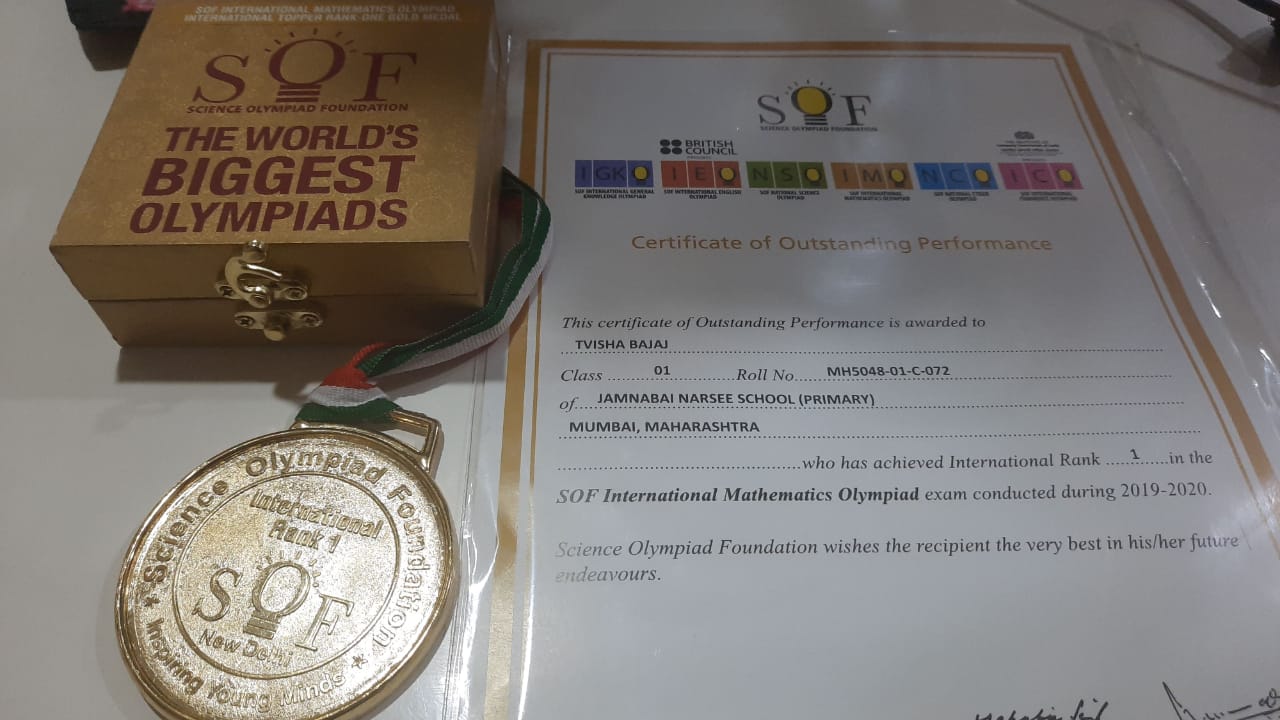 SOF INTERNATIONAL MATHEMATICS OLYMPIAD
INTERNATIONAL TOPPER RANK-ONE GOLD MEDAL
SOF
SCIENCE OLYMPIAD FOUNDATION
THE WORLD'S
BIGGEST
OLYMPIADS
Science Olympiad Foundation
International
Rank 1
SOF
New Delhi
Inspiring Young Minds
SOF
SCIENCE OLYMPIAD FOUNDATION
BRITISH
COUNCIL
IGKO IEO NSO IMO NCO ICO
SOF INTERNATIONAL GENERAL
KNOWLEDGE OLYMPIAD
SOF INTERNATIONAL ENGLISH
OLYMPIAD
SOF NATIONAL SCIENCE
OLYMPIAD
SOF INTERNATIONAL
MATHEMATICS OLYMPIAD
SOF NATIONAL CYBER
OLYMPIAD
SOF INTERNATIONAL
COMMERCE OLYMPIAD
Certificate of Outstanding Performance
This certificate of Outstanding Performance is awarded to
TVISHA BAJAJ
Class 01 Roll No. MH5048-01-C-072
of JAMNABAI NARSEE SCHOOL (PRIMARY)
MUMBAI, MAHARASHTRA
who has achieved International Rank 1 in the
SOF International Mathematics Olympiad exam conducted during 2019-2020.
Science Olympiad Foundation wishes the recipient the very best in his/her future
endeavours.